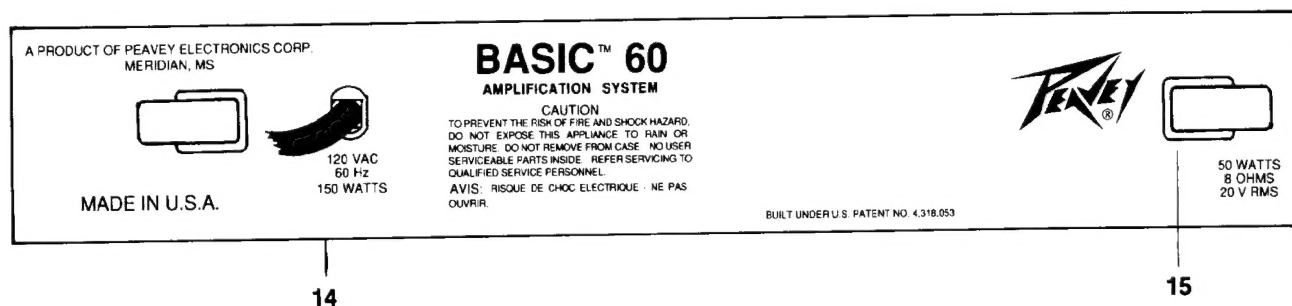 A PRODUCT OF PEAVEY ELECTRONICS CORP.
MERIDIAN, MS
120 VAC
60 Hz
150 WATTS
MADE IN U.S.A.
BASIC™ 60
AMPLIFICATION SYSTEM
CAUTION
TO PREVENT THE RISK OF FIRE AND SHOCK HAZARD,
DO NOT EXPOSE THIS APPLIANCE TO RAIN OR
MOISTURE. DO NOT REMOVE FROM CASE. NO USER
SERVICEABLE PARTS INSIDE. REFER SERVICING TO
QUALIFIED SERVICE PERSONNEL.
AVIS: RISQUE DE CHOC ELECTRIQUE - NE PAS
OUVRIR.
BUILT UNDER U.S. PATENT NO. 4,318,053
PEAVEY®
50 WATTS
8 OHMS
20 V RMS
14
15